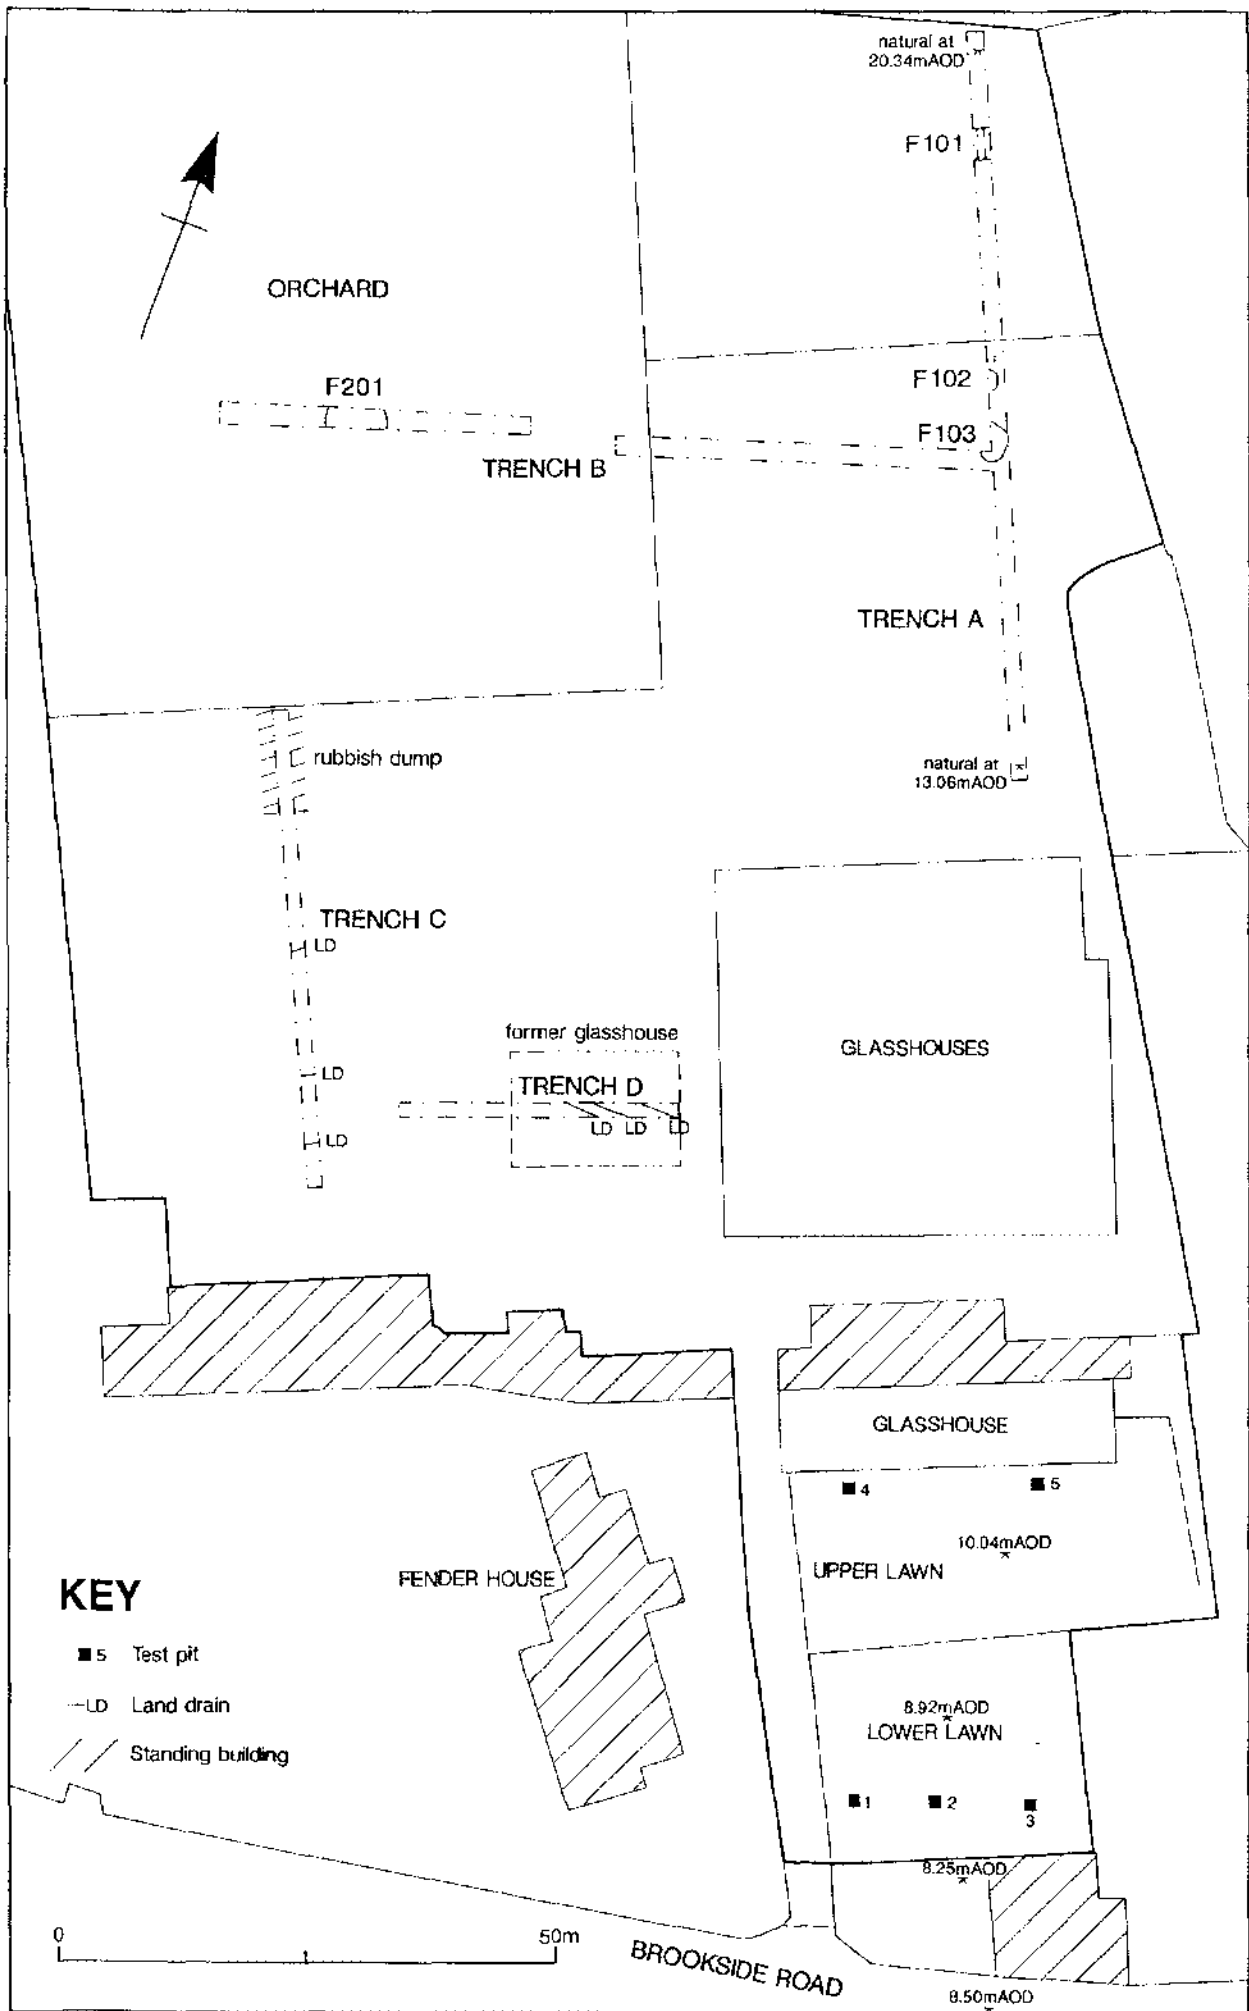 natural at
20.34mAOD
F101
ORCHARD
F102
F201
F103
TRENCH B
TRENCH A
rubbish dump
natural at
13.06mAOD
TRENCH C
LD
former glasshouse
GLASSHOUSES
LD
TRENCH D
LD LD LD
LD
GLASSHOUSE
4
5
10.04mAOD
UPPER LAWN
FENDER HOUSE
KEY
5 Test pit
LD Land drain
Standing building
8.92mAOD
LOWER LAWN
1
2
3
8.25mAOD
0
50m
BROOKSIDE ROAD
8.50mAOD